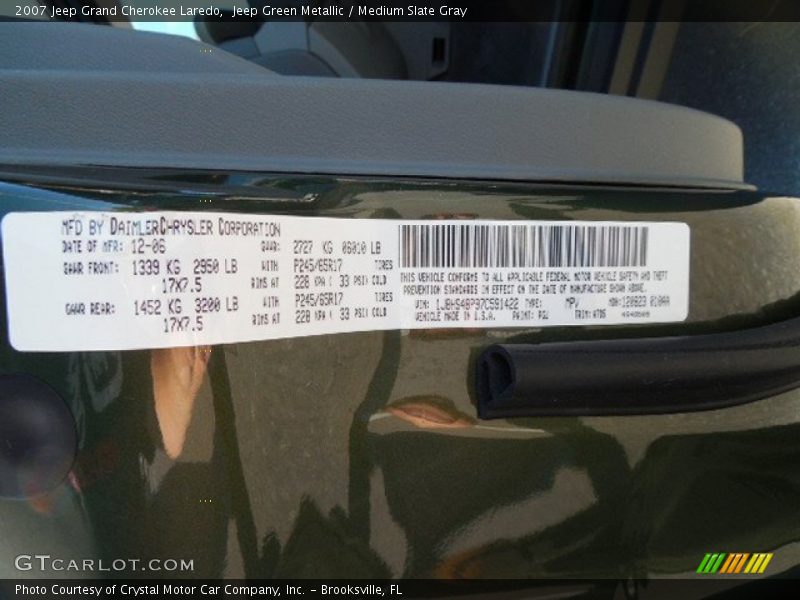 2007 Jeep Grand Cherokee Laredo, Jeep Green Metallic / Medium Slate Gray
MFD BY DAIMLERCHRYSLER CORPORATION
DATE OF MFR: 12-06 GVWR: 2727 KG 06010 LB
GAWR FRONT: 1339 KG 2950 LB WITH P245/65R17 TIRES
17X7.5 RIMS AT 228 KPA ( 33 PSI) COLD
GAWR REAR: 1452 KG 3200 LB WITH P245/65R17 TIRES
17X7.5 RIMS AT 228 KPA ( 33 PSI) COLD
THIS VEHICLE CONFORMS TO ALL APPLICABLE FEDERAL MOTOR VEHICLE SAFETY AND THEFT
PREVENTION STANDARDS IN EFFECT ON THE DATE OF MANUFACTURE SHOWN ABOVE.
VIN: TYPE: MPV MDH:
VEHICLE MADE IN U.S.A. PAINT: TRIM:
GTCARLOT.COM
Photo Courtesy of Crystal Motor Car Company, Inc. – Brooksville, FL